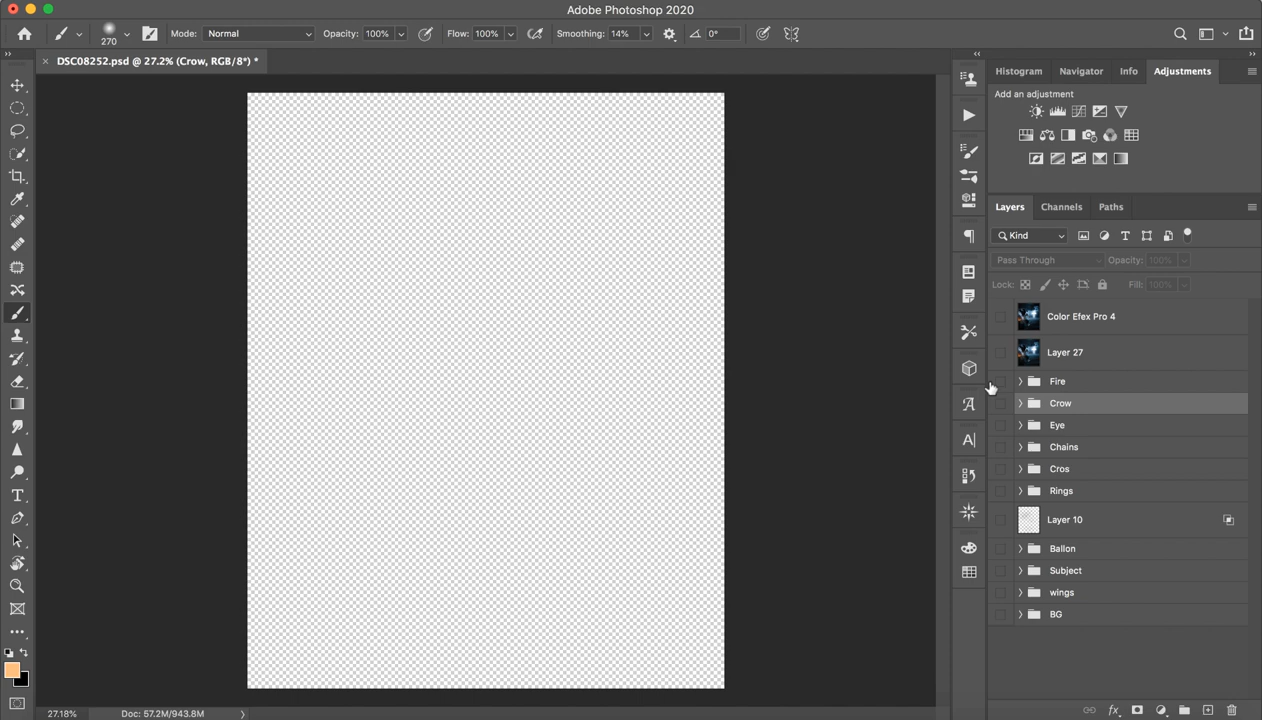 Adobe Photoshop 2020
270
Mode: Normal
Opacity: 100%
Flow: 100%
Smoothing: 14%
0°
DSC08252.psd @ 27.2% (Crow, RGB/8*) *
Histogram
Navigator
Info
Adjustments
Add an adjustment
Layers
Channels
Paths
Kind
Pass Through
Opacity: 100%
Lock:
Fill: 100%
Color Efex Pro 4
Layer 27
Fire
Crow
Eye
Chains
Cros
Rings
Layer 10
Ballon
Subject
wings
BG
27.18%
Doc: 57.2M/943.8M